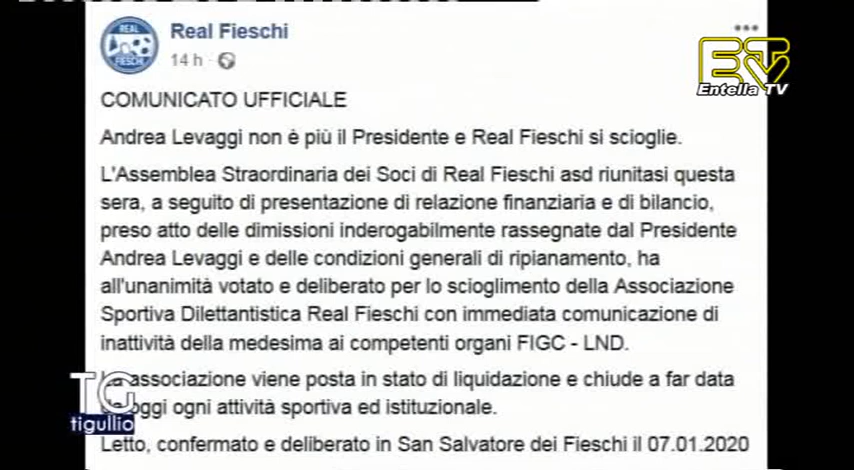 REAL
FIESCHI
Real Fieschi
14 h
ETV
Entella TV
COMUNICATO UFFICIALE
Andrea Levaggi non è più il Presidente e Real Fieschi si scioglie.
L'Assemblea Straordinaria dei Soci di Real Fieschi asd riunitasi questa
sera, a seguito di presentazione di relazione finanziaria e di bilancio,
preso atto delle dimissioni inderogabilmente rassegnate dal Presidente
Andrea Levaggi e delle condizioni generali di ripianamento, ha
all'unanimità votato e deliberato per lo scioglimento della Associazione
Sportiva Dilettantistica Real Fieschi con immediata comunicazione di
inattività della medesima ai competenti organi FIGC - LND.
associazione viene posta in stato di liquidazione e chiude a far data
oggi ogni attività sportiva ed istituzionale.
TG
tigullio
Letto, confermato e deliberato in San Salvatore dei Fieschi il 07.01.2020